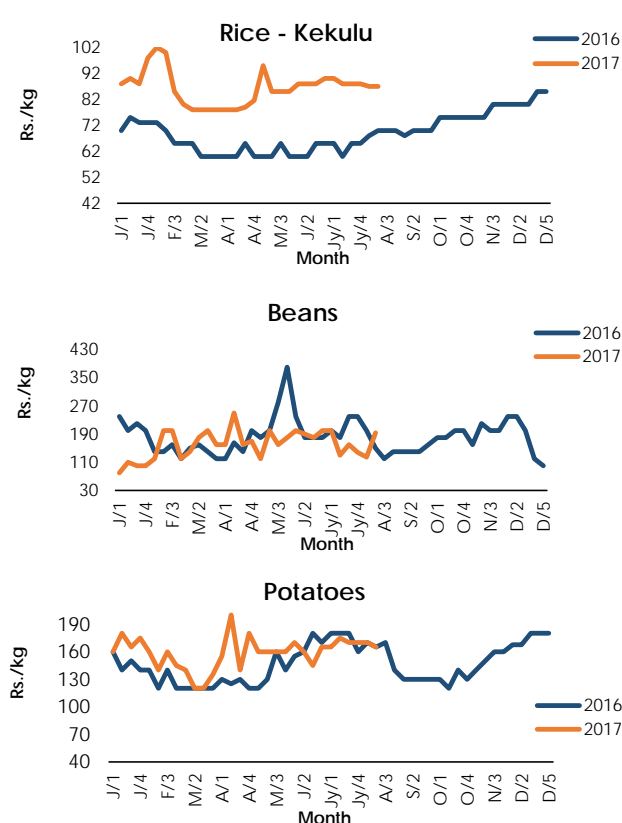 Rice - Kekulu
2016
2017
102
92
82
72
62
52
42
Rs./kg
J/1 J/4 F/3 M/2 A/1 A/4 M/3 J/2 Jy/1 Jy/4 A/3 S/2 O/1 O/4 N/3 D/2 D/5
Month
Beans
2016
2017
430
350
270
190
110
30
Rs./kg
J/1 J/4 F/3 M/2 A/1 A/4 M/3 J/2 Jy/1 Jy/4 A/3 S/2 O/1 O/4 N/3 D/2 D/5
Month
Potatoes
190
160
130
100
70
40
Rs./kg
2016
2017
J/1 J/4 F/3 M/2 A/1 A/4 M/3 J/2 Jy/1 Jy/4 A/3 S/2 O/1 O/4 N/3 D/2 D/5
Month